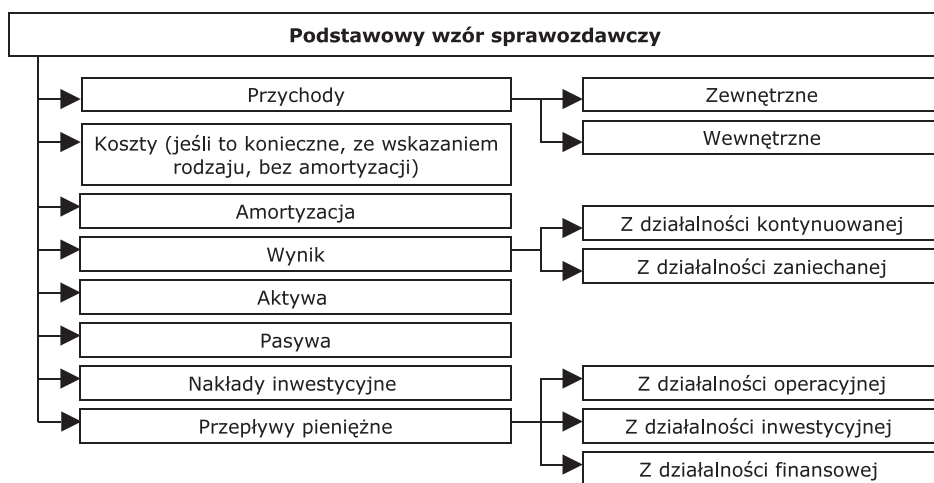 Podstawowy wzór sprawozdawczy
Przychody
Zewnętrzne
Wewnętrzne
Koszty (jeśli to konieczne, ze wskazaniem
rodzaju, bez amortyzacji)
Amortyzacja
Wynik
Z działalności kontynuowanej
Z działalności zaniechanej
Aktywa
Pasywa
Nakłady inwestycyjne
Przepływy pieniężne
Z działalności operacyjnej
Z działalności inwestycyjnej
Z działalności finansowej